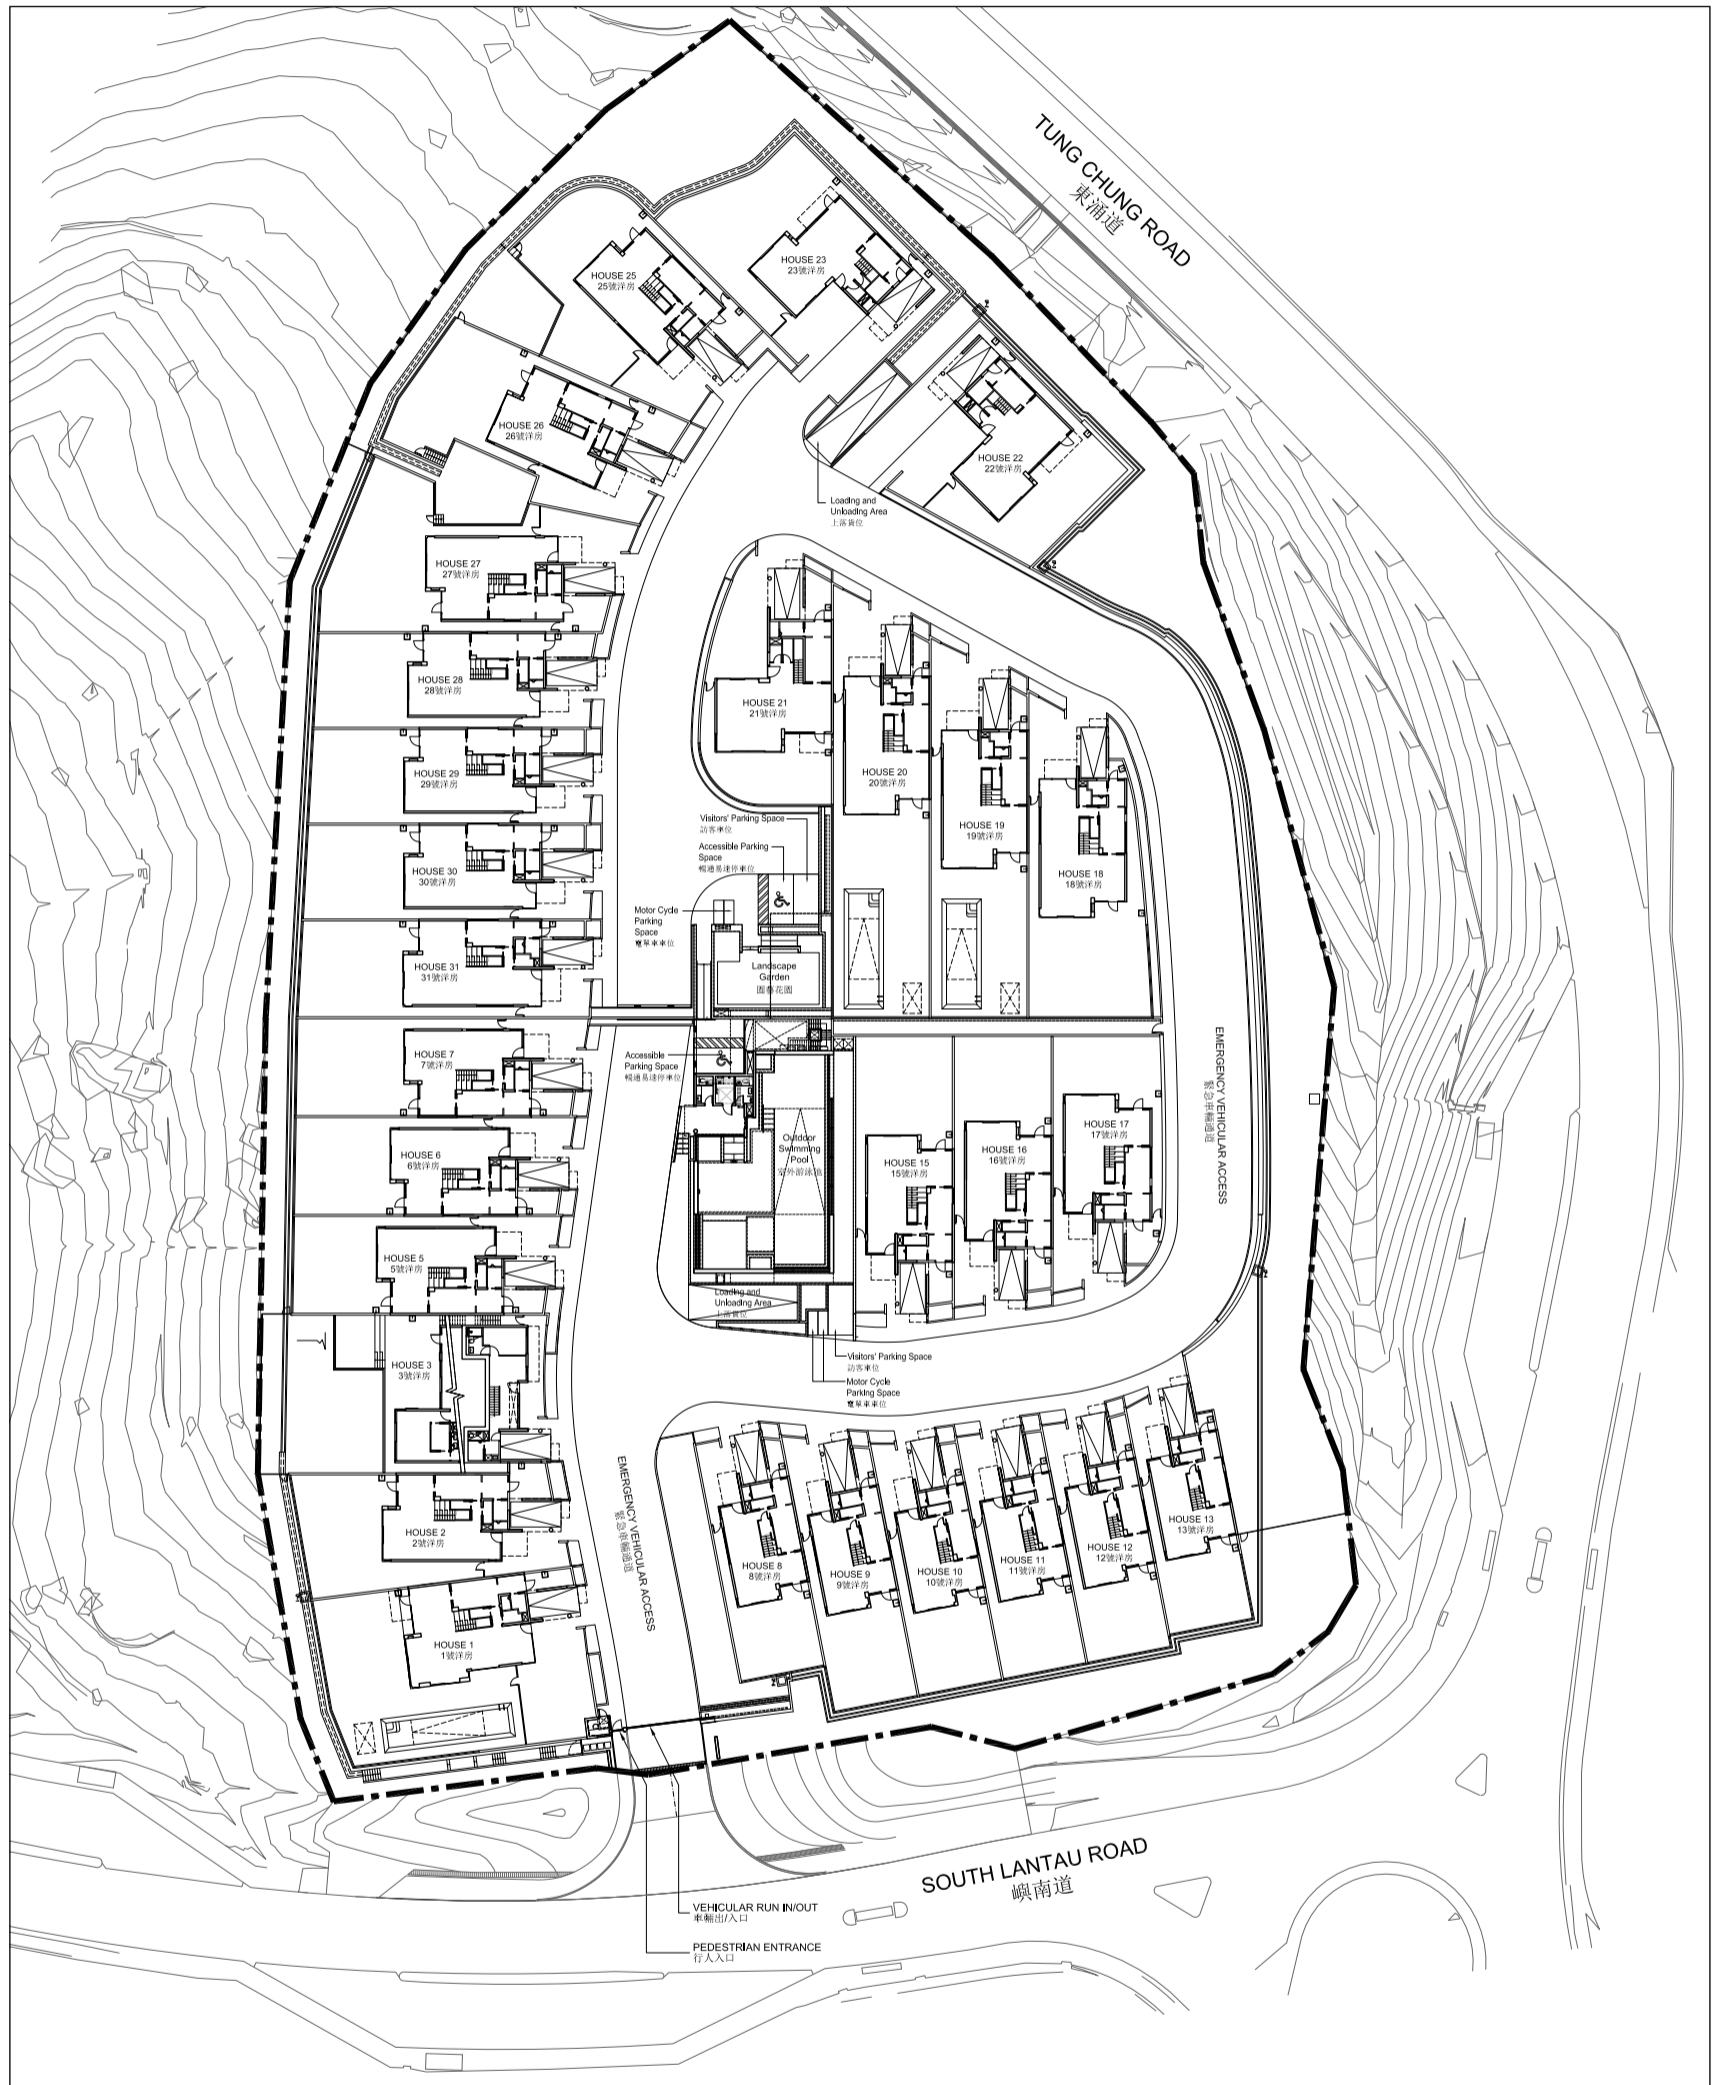 TUNG CHUNG ROAD
東涌道
HOUSE 23
23號洋房
HOUSE 25
25號洋房
HOUSE 26
26號洋房
HOUSE 22
22號洋房
Loading and
Unloading Area
上落貨位
HOUSE 27
27號洋房
HOUSE 28
28號洋房
HOUSE 21
21號洋房
HOUSE 29
29號洋房
HOUSE 20
20號洋房
HOUSE 19
19號洋房
HOUSE 18
18號洋房
Visitors' Parking Space
訪客車位
Accessible Parking
Space
暢通易達停車位
HOUSE 30
30號洋房
Motor Cycle
Parking
Space
電單車車位
HOUSE 31
31號洋房
Landscape
Garden
園藝花園
HOUSE 7
7號洋房
Accessible
Parking Space
暢通易達停車位
EMERGENCY VEHICULAR ACCESS
緊急車輛通道
HOUSE 6
6號洋房
Outdoor
Swimming
Pool
室外游泳池
HOUSE 15
15號洋房
HOUSE 16
16號洋房
HOUSE 17
17號洋房
HOUSE 5
5號洋房
Loading and
Unloading Area
上落貨位
HOUSE 3
3號洋房
Visitors' Parking Space
訪客車位
Motor Cycle
Parking Space
電單車車位
EMERGENCY VEHICULAR ACCESS
緊急車輛通道
HOUSE 2
2號洋房
HOUSE 8
8號洋房
HOUSE 9
9號洋房
HOUSE 10
10號洋房
HOUSE 11
11號洋房
HOUSE 12
12號洋房
HOUSE 13
13號洋房
HOUSE 1
1號洋房
SOUTH LANTAU ROAD
嶼南道
VEHICULAR RUN IN/OUT
車輛出/入口
PEDESTRIAN ENTRANCE
行人入口